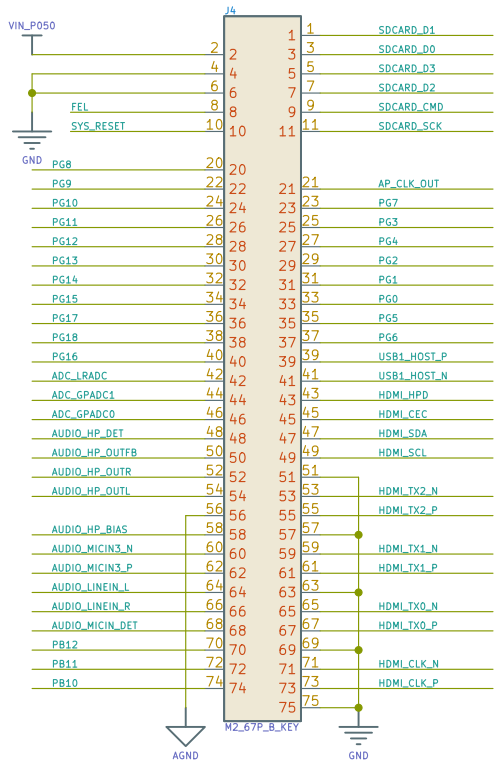 J4
VIN_P050
1 1 SDCARD_D1
2 2 3 3 SDCARD_D0
4 4 5 5 SDCARD_D3
6 6 7 7 SDCARD_D2
FEL 8 8 9 9 SDCARD_CMD
SYS_RESET 10 10 11 11 SDCARD_SCK
GND
PG8 20 20
PG9 22 22 21 21 AP_CLK_OUT
PG10 24 24 23 23 PG7
PG11 26 26 25 25 PG3
PG12 28 28 27 27 PG4
PG13 30 30 29 29 PG2
PG14 32 32 31 31 PG1
PG15 34 34 33 33 PG0
PG17 36 36 35 35 PG5
PG18 38 38 37 37 PG6
PG16 40 40 39 39 USB1_HOST_P
ADC_LRADC 42 42 41 41 USB1_HOST_N
ADC_GPADC1 44 44 43 43 HDMI_HPD
ADC_GPADC0 46 46 45 45 HDMI_CEC
AUDIO_HP_DET 48 48 47 47 HDMI_SDA
AUDIO_HP_OUTFB 50 50 49 49 HDMI_SCL
AUDIO_HP_OUTR 52 52 51 51
AUDIO_HP_OUTL 54 54 53 53 HDMI_TX2_N
56 56 55 55 HDMI_TX2_P
AUDIO_HP_BIAS 58 58 57 57
AUDIO_MICIN3_N 60 60 59 59 HDMI_TX1_N
AUDIO_MICIN3_P 62 62 61 61 HDMI_TX1_P
AUDIO_LINEIN_L 64 64 63 63
AUDIO_LINEIN_R 66 66 65 65 HDMI_TX0_N
AUDIO_MICIN_DET 68 68 67 67 HDMI_TX0_P
PB12 70 70 69 69
PB11 72 72 71 71 HDMI_CLK_N
PB10 74 74 73 73 HDMI_CLK_P
75 75
M2_67P_B_KEY
AGND
GND